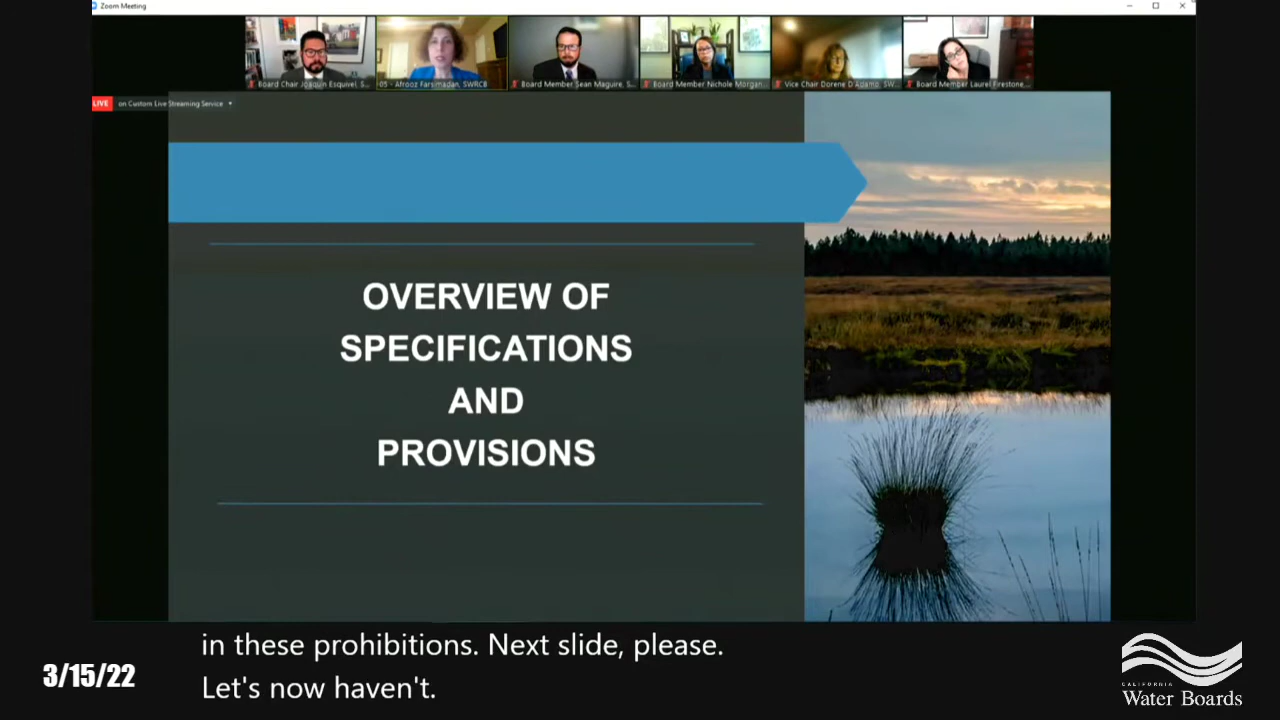 Zoom Meeting
Board Chair Joaquin Esquivel, S...
05 - Afrooz Farsimadan, SWRCB
Board Member Sean Maguire, S...
Board Member Nichole Morgan...
Vice Chair Dorene D'Adamo, SW...
Board Member Laurel Firestone...
LIVE on Custom Live Streaming Service
OVERVIEW OF
SPECIFICATIONS
AND
PROVISIONS
in these prohibitions. Next slide, please.
Let's now haven't.
3/15/22
CALIFORNIA
Water Boards